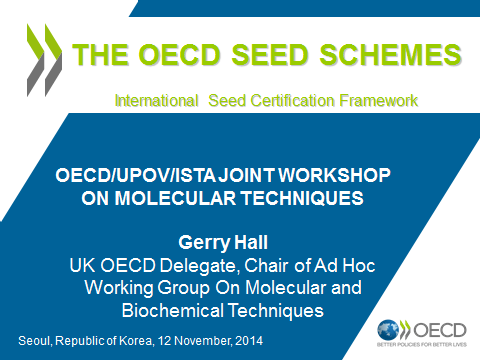 THE OECD SEED SCHEMES
International Seed Certification Framework
OECD/UPOV/ISTA JOINT WORKSHOP
ON MOLECULAR TECHNIQUES
Gerry Hall
UK OECD Delegate, Chair of Ad Hoc
Working Group On Molecular and
Biochemical Techniques
Seoul, Republic of Korea, 12 November, 2014
OECD
BETTER POLICIES FOR BETTER LIVES